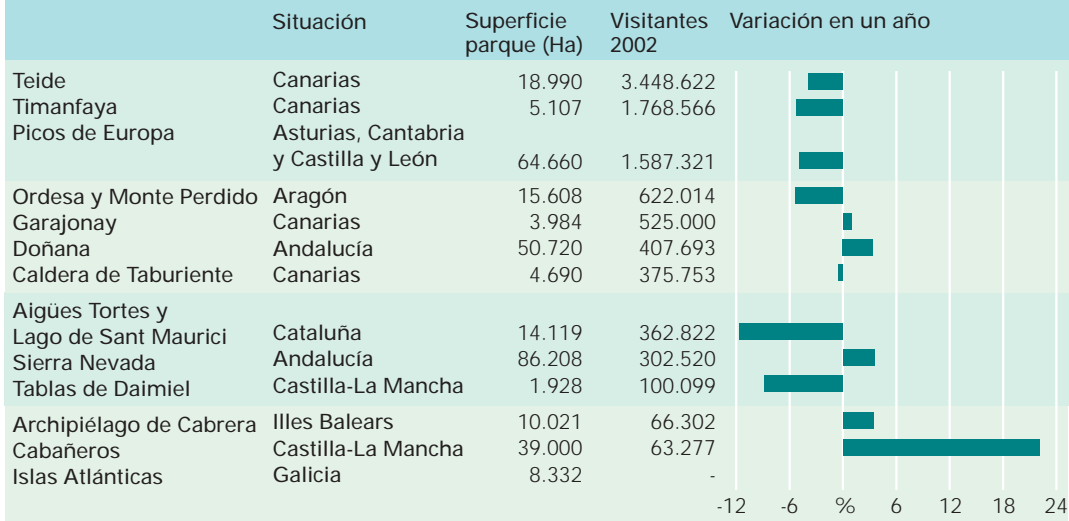 Situación Superficie parque (Ha) Visitantes 2002 Variación en un año
Teide Canarias 18.990 3.448.622
Timanfaya Canarias 5.107 1.768.566
Picos de Europa Asturias, Cantabria
y Castilla y León 64.660 1.587.321
Ordesa y Monte Perdido Aragón 15.608 622.014
Garajonay Canarias 3.984 525.000
Doñana Andalucía 50.720 407.693
Caldera de Taburiente Canarias 4.690 375.753
Aigües Tortes y
Lago de Sant Maurici Cataluña 14.119 362.822
Sierra Nevada Andalucía 86.208 302.520
Tablas de Daimiel Castilla-La Mancha 1.928 100.099
Archipiélago de Cabrera Illes Balears 10.021 66.302
Cabañeros Castilla-La Mancha 39.000 63.277
Islas Atlánticas Galicia 8.332 -
-12 -6 % 6 12 18 24